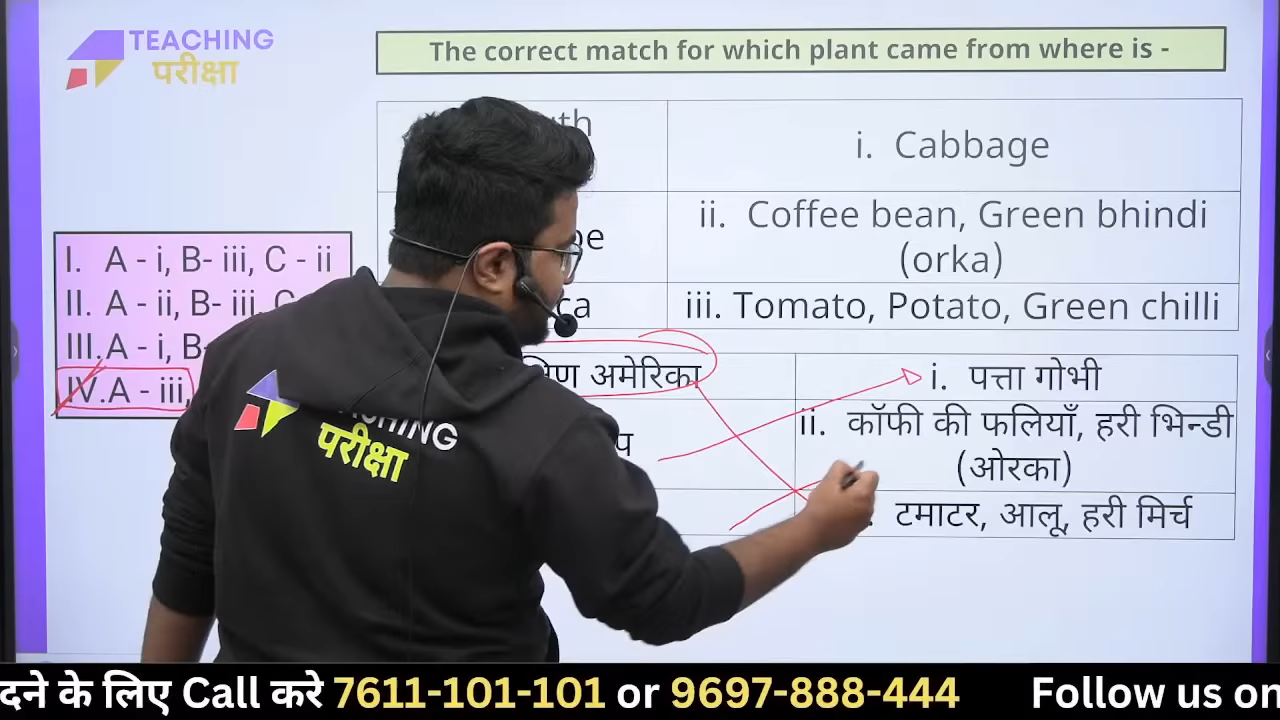 TEACHING
परीक्षा
The correct match for which plant came from where is -
i. Cabbage
ii. Coffee bean, Green bhindi
(orka)
iii. Tomato, Potato, Green chilli
I. A - i, B- iii, C - ii
II. A - ii, B- iii,
III. A - i, B-
IV. A - iii,
अमेरिका
i. पत्ता गोभी
ii. कॉफी की फलियाँ, हरी भिन्डी
(ओरका)
टमाटर, आलू, हरी मिर्च
परीक्षा
के लिए Call करे 7611-101-101 or 9697-888-444 Follow us on